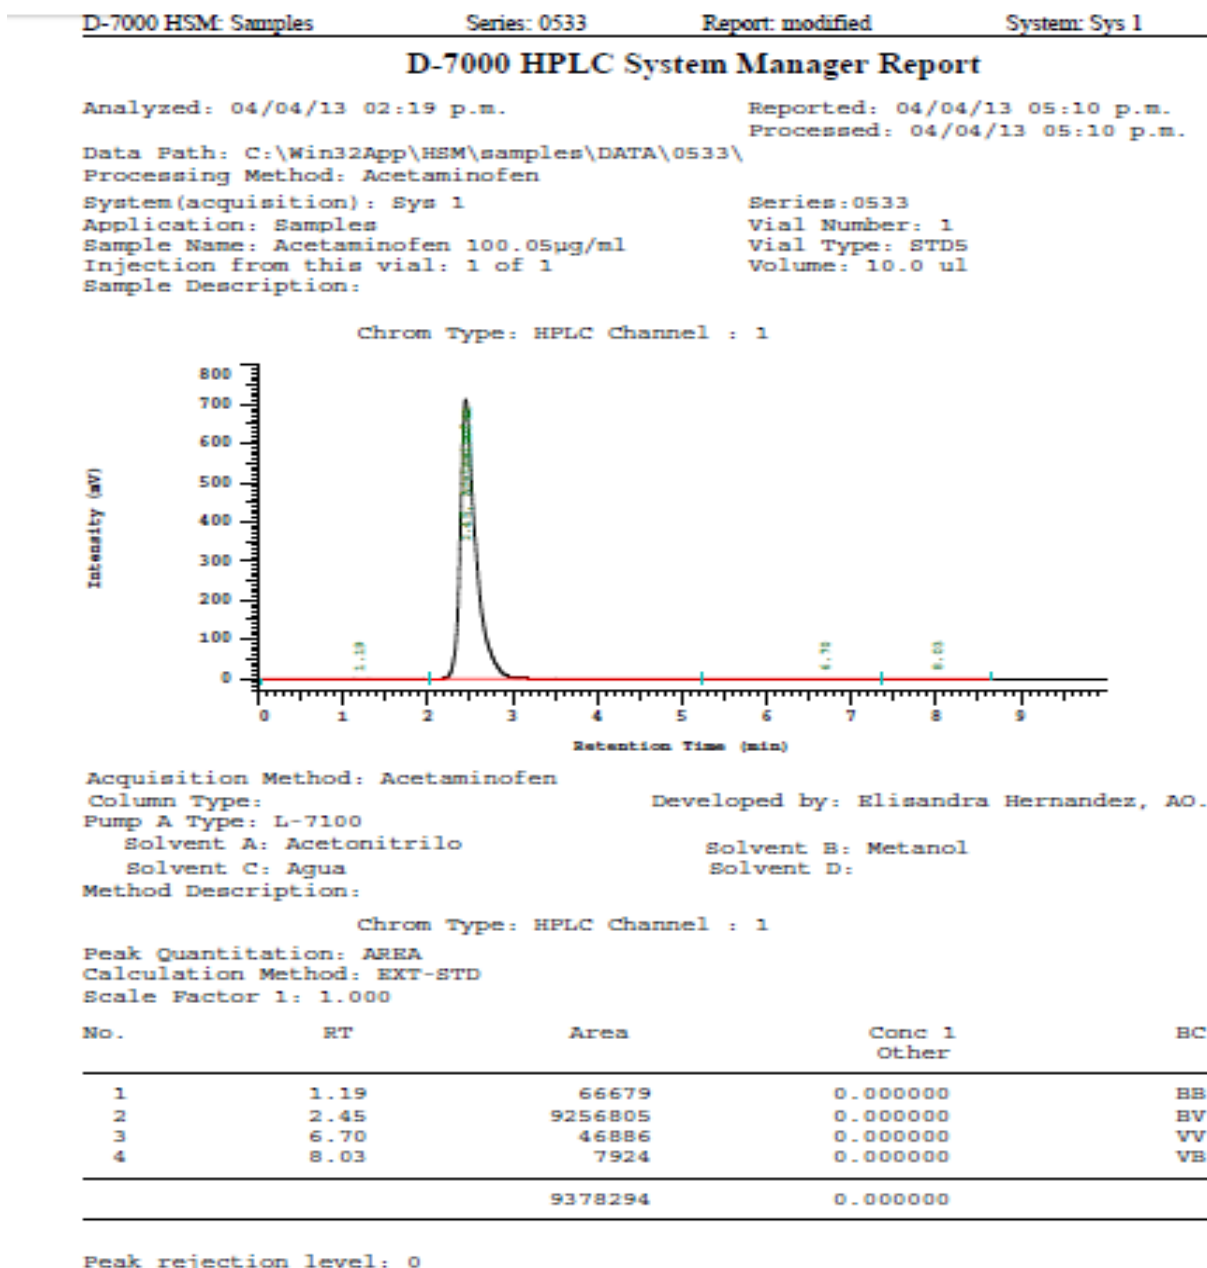 D-7000 HSM: Samples Series: 0533 Report: modified System: Sys 1
D-7000 HPLC System Manager Report
Analyzed: 04/04/13 02:19 p.m. Reported: 04/04/13 05:10 p.m.
Processed: 04/04/13 05:10 p.m.
Data Path: C:\Win32App\HSM\samples\DATA\0533\
Processing Method: Acetaminofen
System(acquisition): Sys 1 Series:0533
Application: Samples Vial Number: 1
Sample Name: Acetaminofen 100.05µg/ml Vial Type: STD5
Injection from this vial: 1 of 1 Volume: 10.0 ul
Sample Description:
Chrom Type: HPLC Channel : 1
800
700
600
500
400
300
200
100
0
Intensity (mV)
1.19
6.70
8.03
0 1 2 3 4 5 6 7 8 9
Retention Time (min)
Acquisition Method: Acetaminofen
Column Type: Developed by: Elisandra Hernandez, AO.
Pump A Type: L-7100
Solvent A: Acetonitrilo Solvent B: Metanol
Solvent C: Agua Solvent D:
Method Description:
Chrom Type: HPLC Channel : 1
Peak Quantitation: AREA
Calculation Method: EXT-STD
Scale Factor 1: 1.000
No. RT Area Conc 1 BC
Other
1 1.19 66679 0.000000 BB
2 2.45 9256805 0.000000 BV
3 6.70 46886 0.000000 VV
4 8.03 7924 0.000000 VB
9378294 0.000000
Peak rejection level: 0